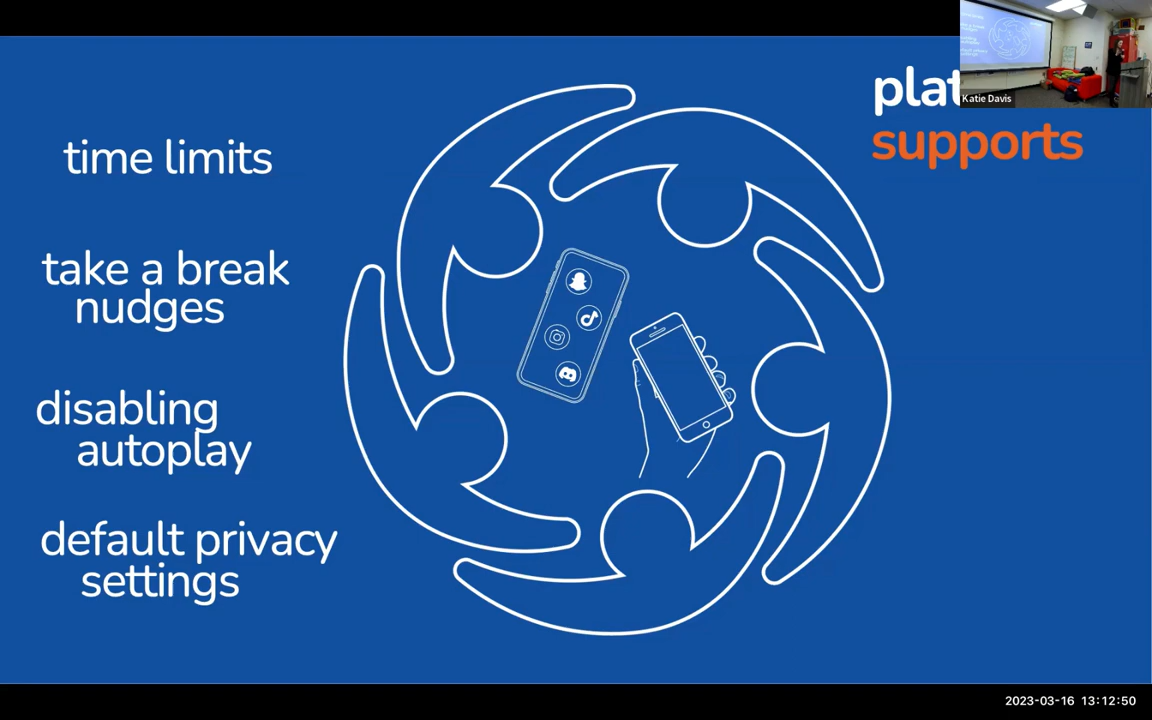 time limits
take a break
nudges
disabling
autoplay
default privacy
settings
supports
Katie Davis
2023-03-16 13:12:50